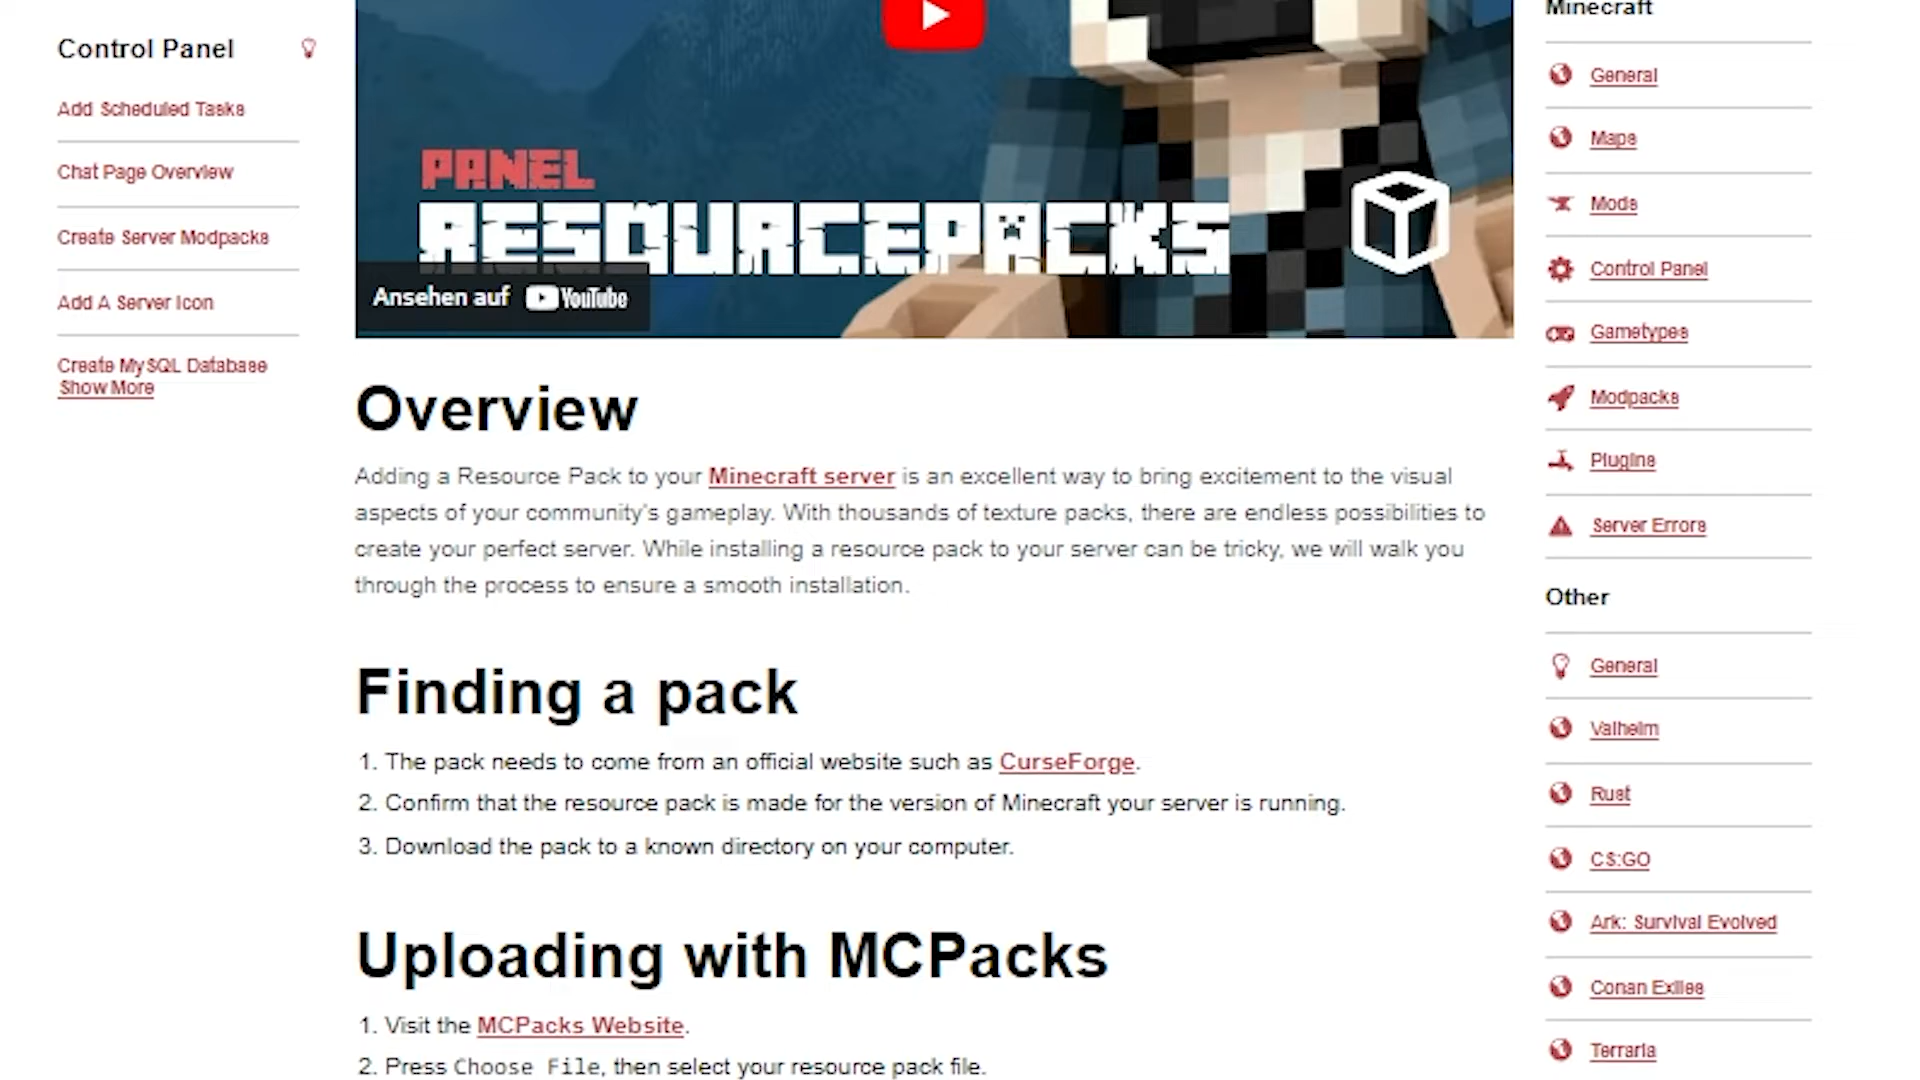 Control Panel
Add Scheduled Tasks
Chat Page Overview
Create Server Modpacks
Add A Server Icon
Create MySQL Database
Show More
PANEL
RESOURCEPACKS
Ansehen auf YouTube
Overview
Adding a Resource Pack to your Minecraft server is an excellent way to bring excitement to the visual
aspects of your community's gameplay. With thousands of texture packs, there are endless possibilities to
create your perfect server. While installing a resource pack to your server can be tricky, we will walk you
through the process to ensure a smooth installation.
Finding a pack
1. The pack needs to come from an official website such as CurseForge.
2. Confirm that the resource pack is made for the version of Minecraft your server is running.
3. Download the pack to a known directory on your computer.
Uploading with MCPacks
1. Visit the MCPacks Website.
2. Press Choose File, then select your resource pack file.
Minecraft
General
Maps
Mods
Control Panel
Gametypes
Modpacks
Plugins
Server Errors
Other
General
Valheim
Rust
CS:GO
Ark: Survival Evolved
Conan Exiles
Terraria